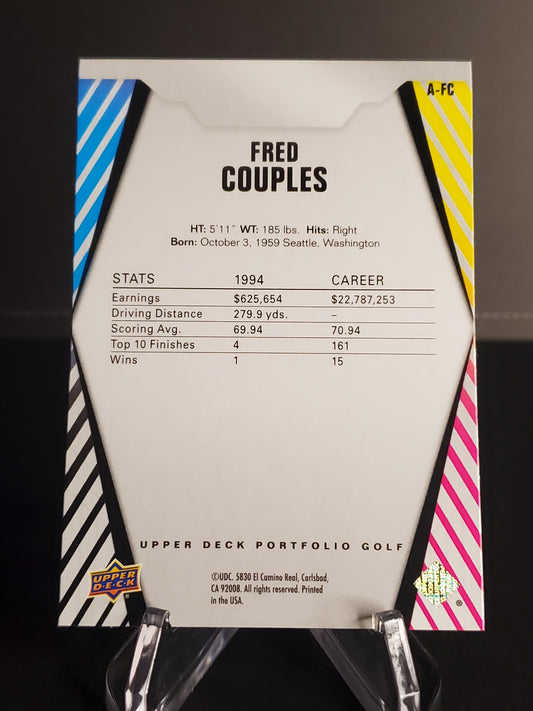 A-FC
FRED
COUPLES
HT: 5'11" WT: 185 lbs. Hits: Right
Born: October 3, 1959 Seattle, Washington
STATS 1994 CAREER
Earnings $625,654 $22,787,253
Driving Distance 279.9 yds. –
Scoring Avg. 69.94 70.94
Top 10 Finishes 4 161
Wins 1 15
UPPER DECK PORTFOLIO GOLF
UPPER
D•E•C•K
©UDC. 5830 El Camino Real, Carlsbad,
CA 92008. All rights reserved. Printed
in the USA.
®